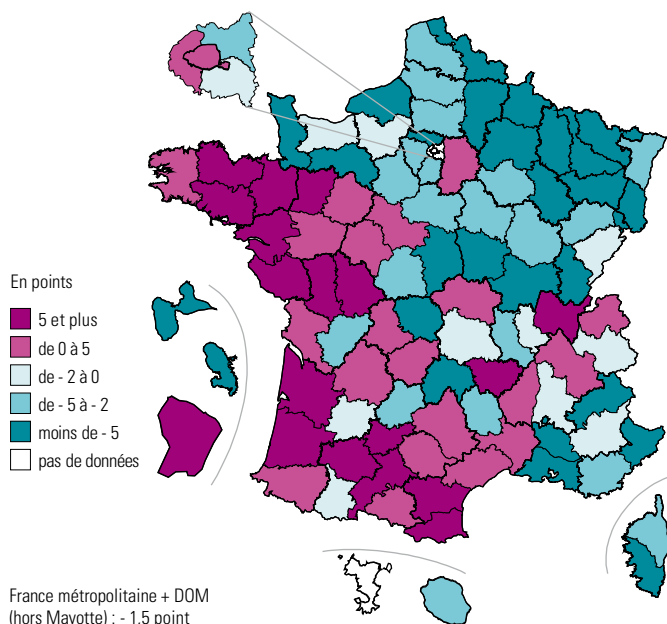 En points
5 et plus
de 0 à 5
de - 2 à 0
de - 5 à - 2
moins de - 5
pas de données
France métropolitaine + DOM
(hors Mayotte) : - 1,5 point